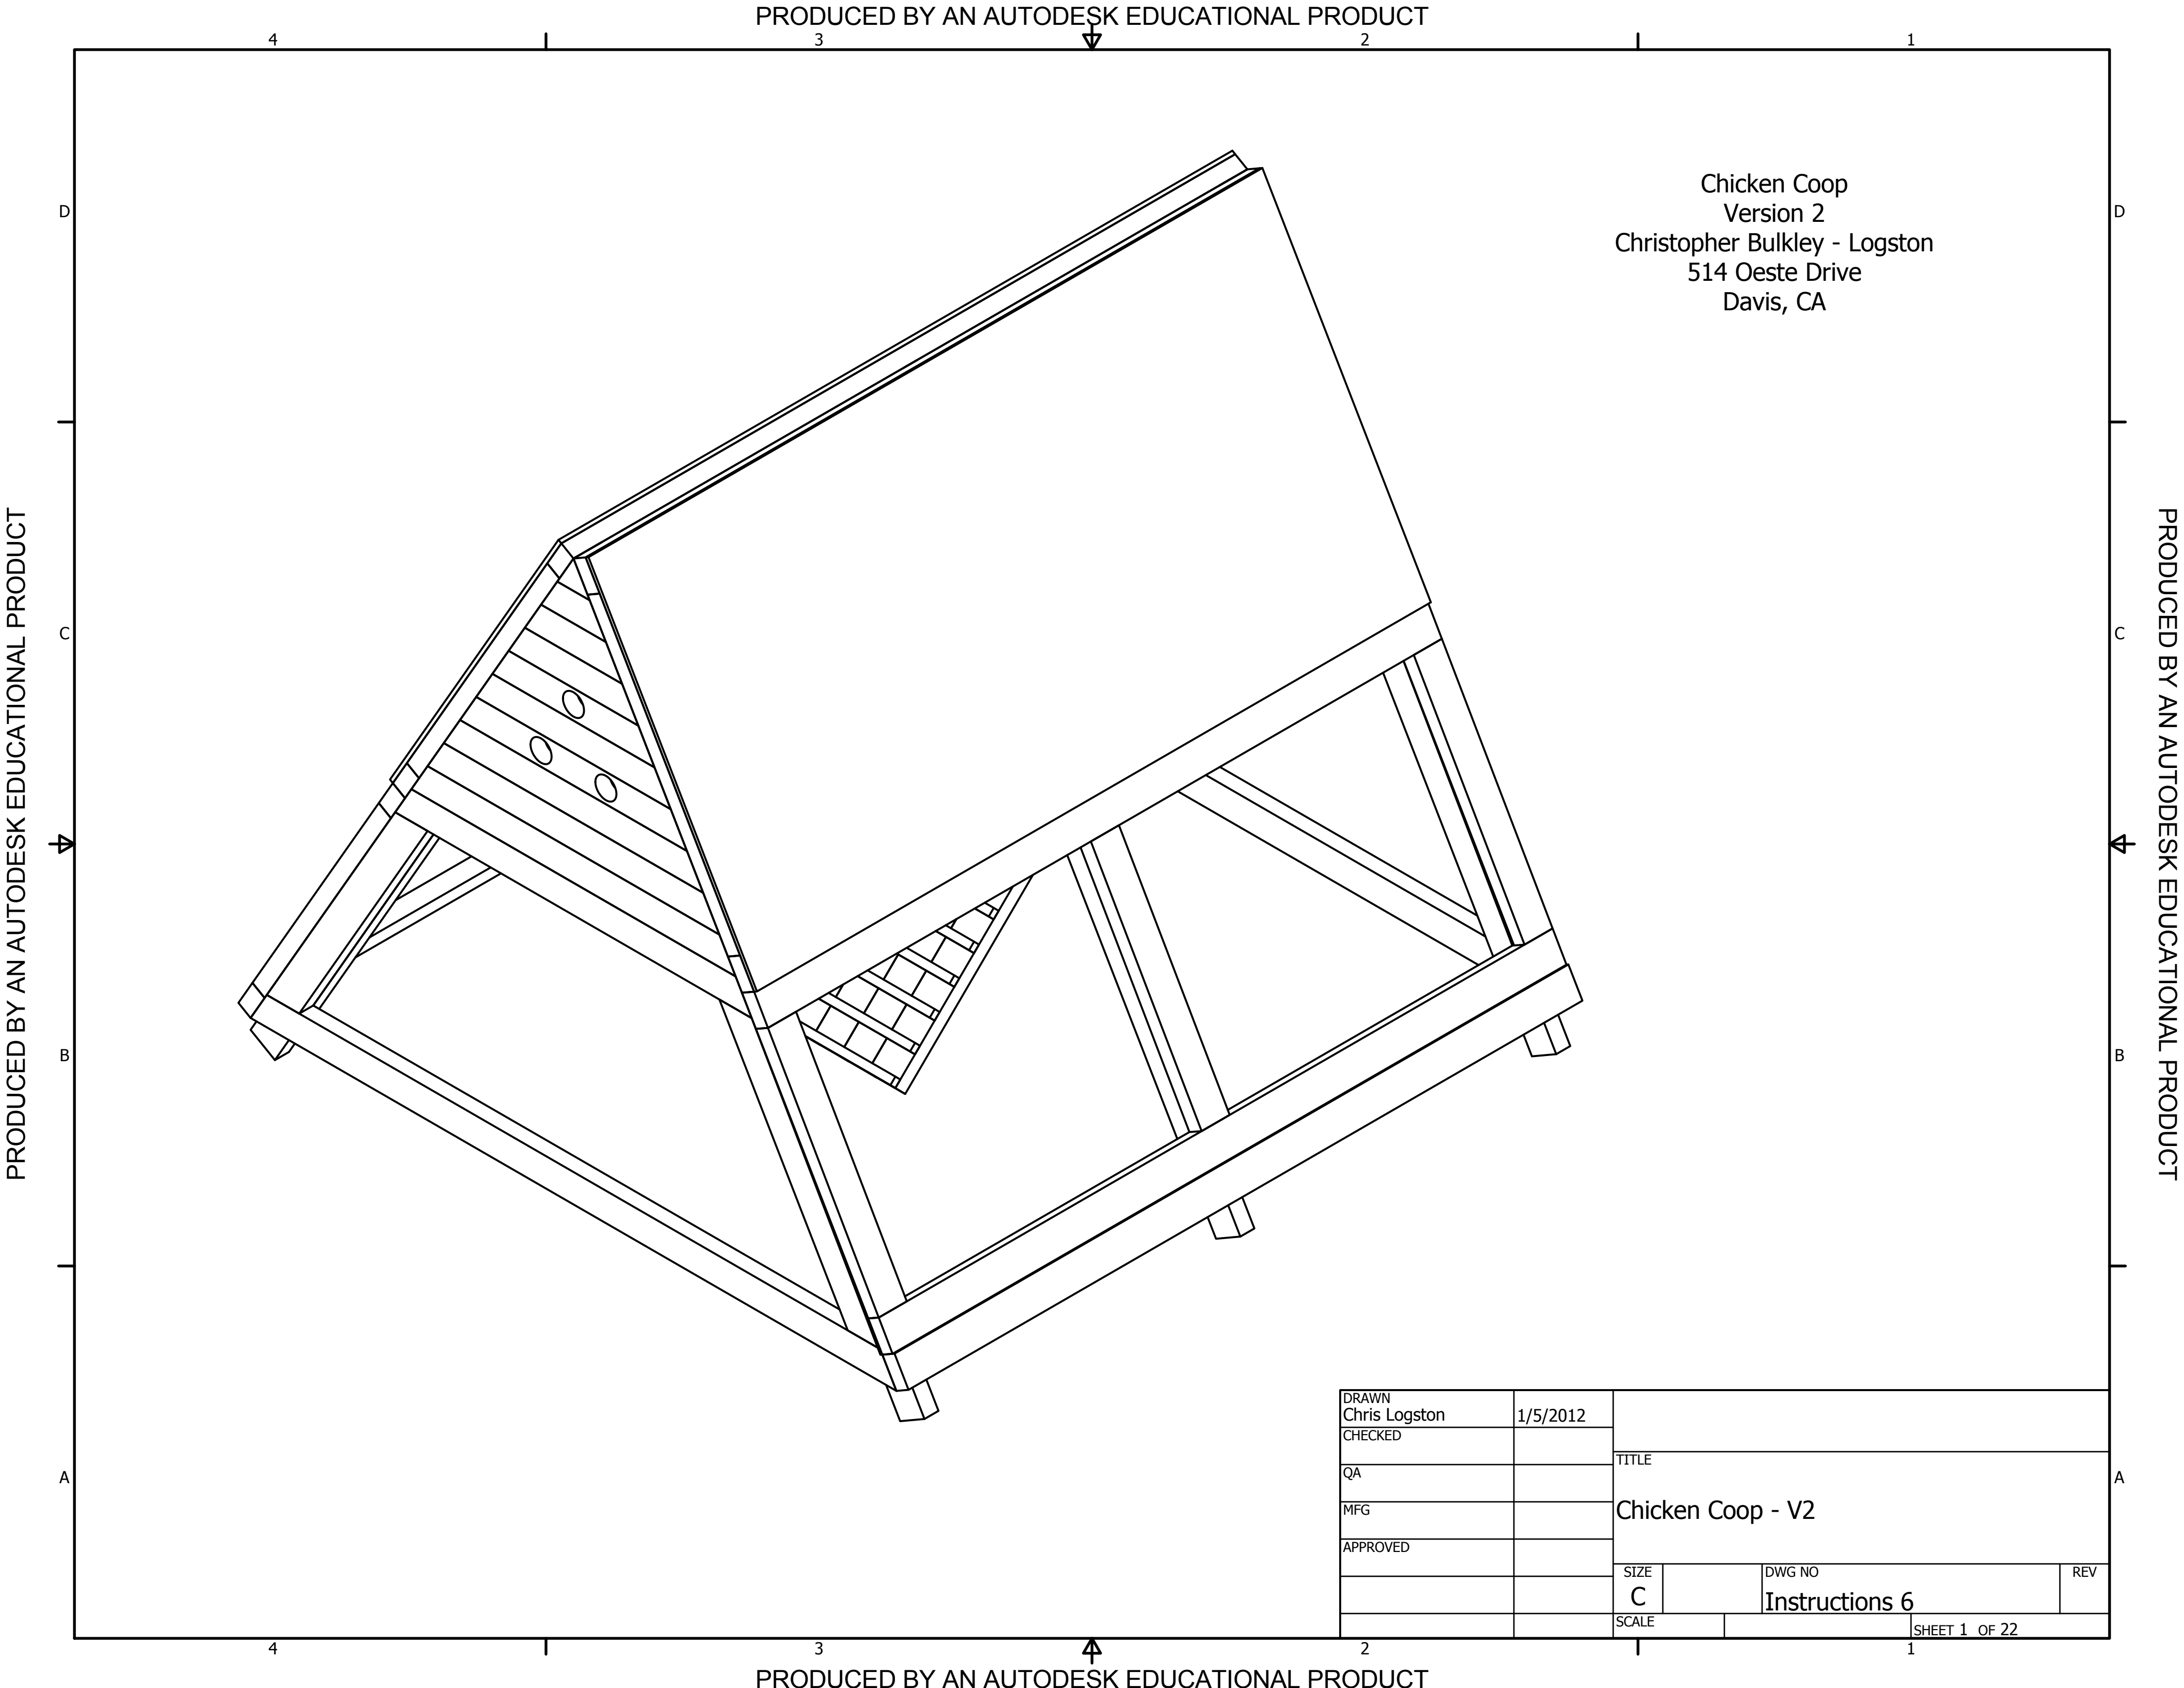 PRODUCED BY AN AUTODESK EDUCATIONAL PRODUCT
4 3 2 1
Chicken Coop
Version 2
Christopher Bulkley - Logston
514 Oeste Drive
Davis, CA
D D
C C
B B
A A
PRODUCED BY AN AUTODESK EDUCATIONAL PRODUCT
PRODUCED BY AN AUTODESK EDUCATIONAL PRODUCT
DRAWN
Chris Logston 1/5/2012
CHECKED
QA
MFG
APPROVED
TITLE
Chicken Coop - V2
SIZE
C
DWG NO
Instructions 6
REV
SCALE
SHEET 1 OF 22
4 3 2 1
PRODUCED BY AN AUTODESK EDUCATIONAL PRODUCT